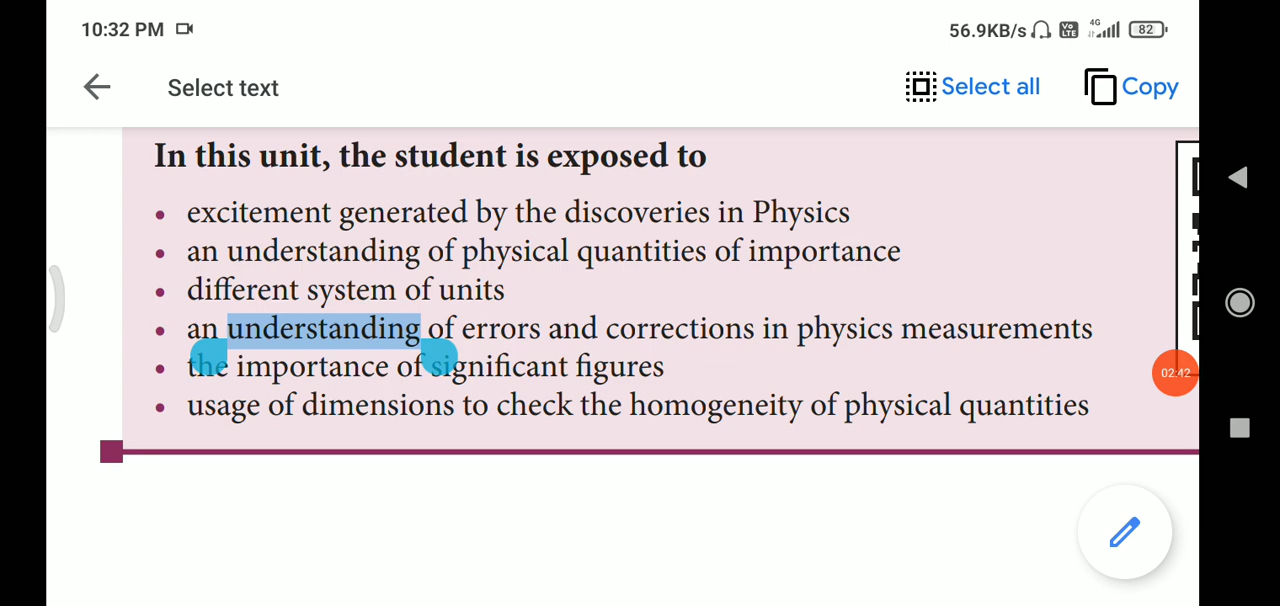 10:32 PM 56.9KB/s Vo LTE 4G 82
Select text Select all Copy
In this unit, the student is exposed to
• excitement generated by the discoveries in Physics
• an understanding of physical quantities of importance
• different system of units
• an understanding of errors and corrections in physics measurements
• the importance of significant figures
• usage of dimensions to check the homogeneity of physical quantities
02:42